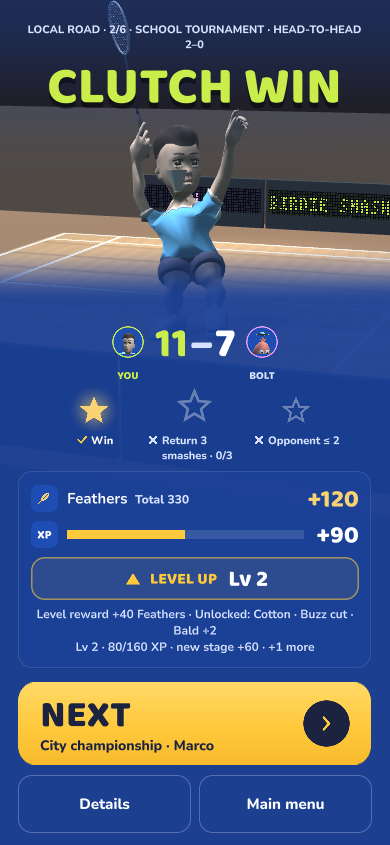 LOCAL ROAD · 2/6 · SCHOOL TOURNAMENT · HEAD-TO-HEAD
2–0
CLUTCH WIN
BIRDIE SMASH
11–7
YOU
BOLT
Win
Return 3
smashes · 0/3
Opponent ≤ 2
Feathers Total 330 +120
XP +90
LEVEL UP Lv 2
Level reward +40 Feathers · Unlocked: Cotton · Buzz cut ·
Bald +2
Lv 2 · 80/160 XP · new stage +60 · +1 more
NEXT
City championship · Marco
Details
Main menu